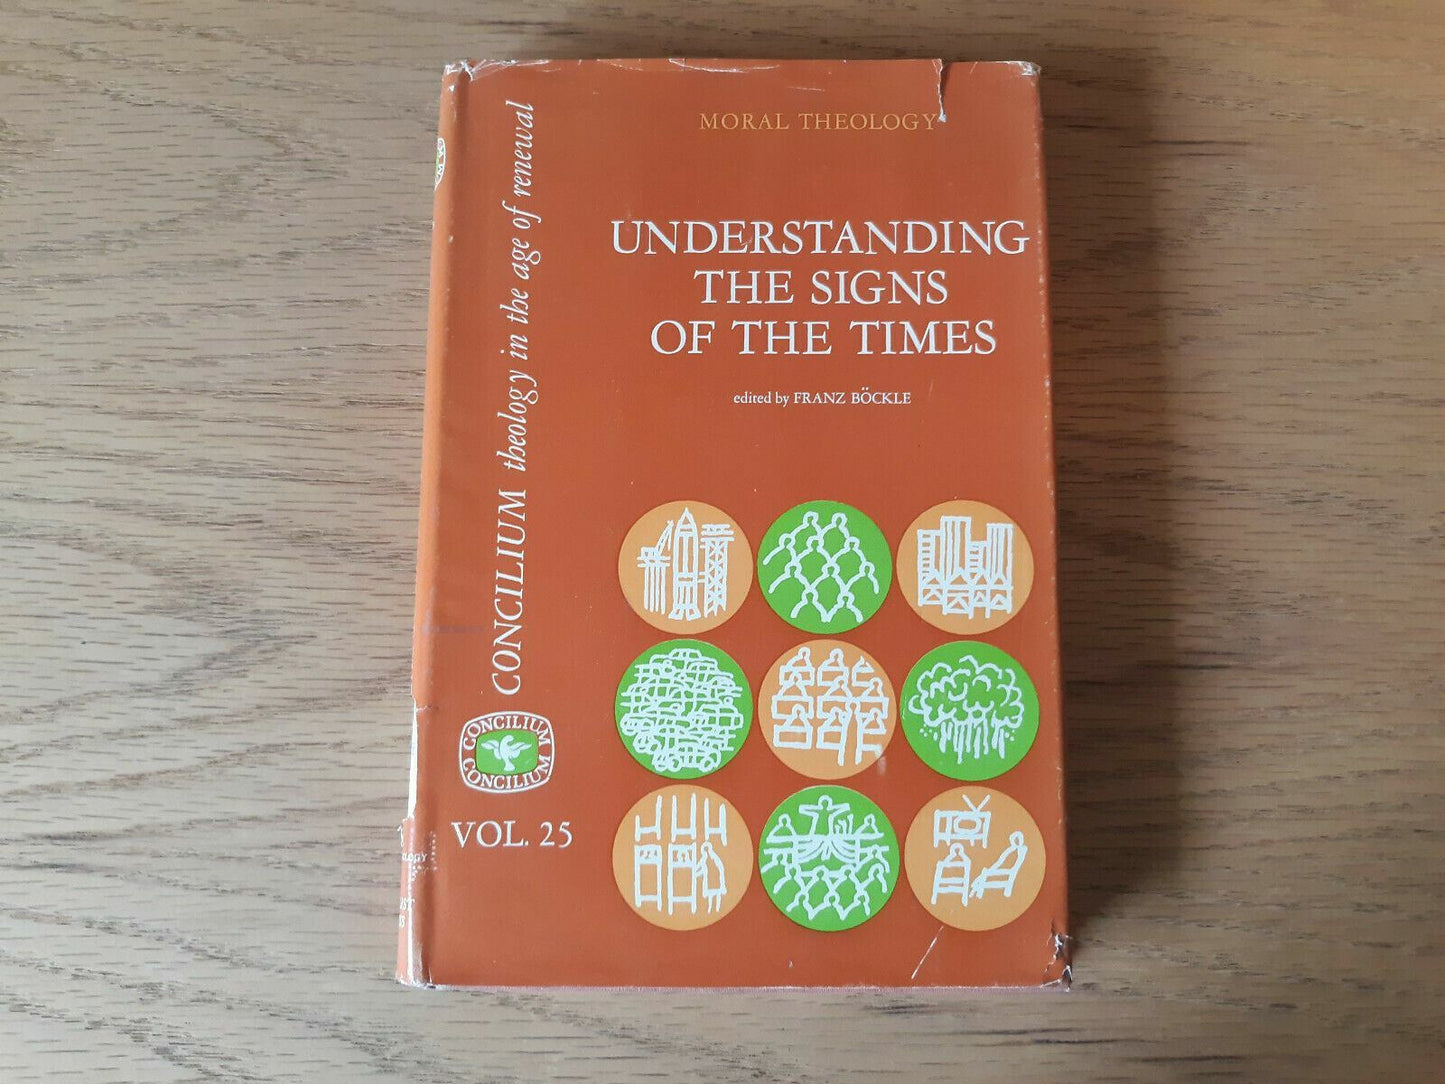 MORAL THEOLOGY
UNDERSTANDING
THE SIGNS
OF THE TIMES
edited by FRANZ BÖCKLE
CONCILIUM theology in the age of renewal
CONCILIUM
CONCILIUM
VOL. 25